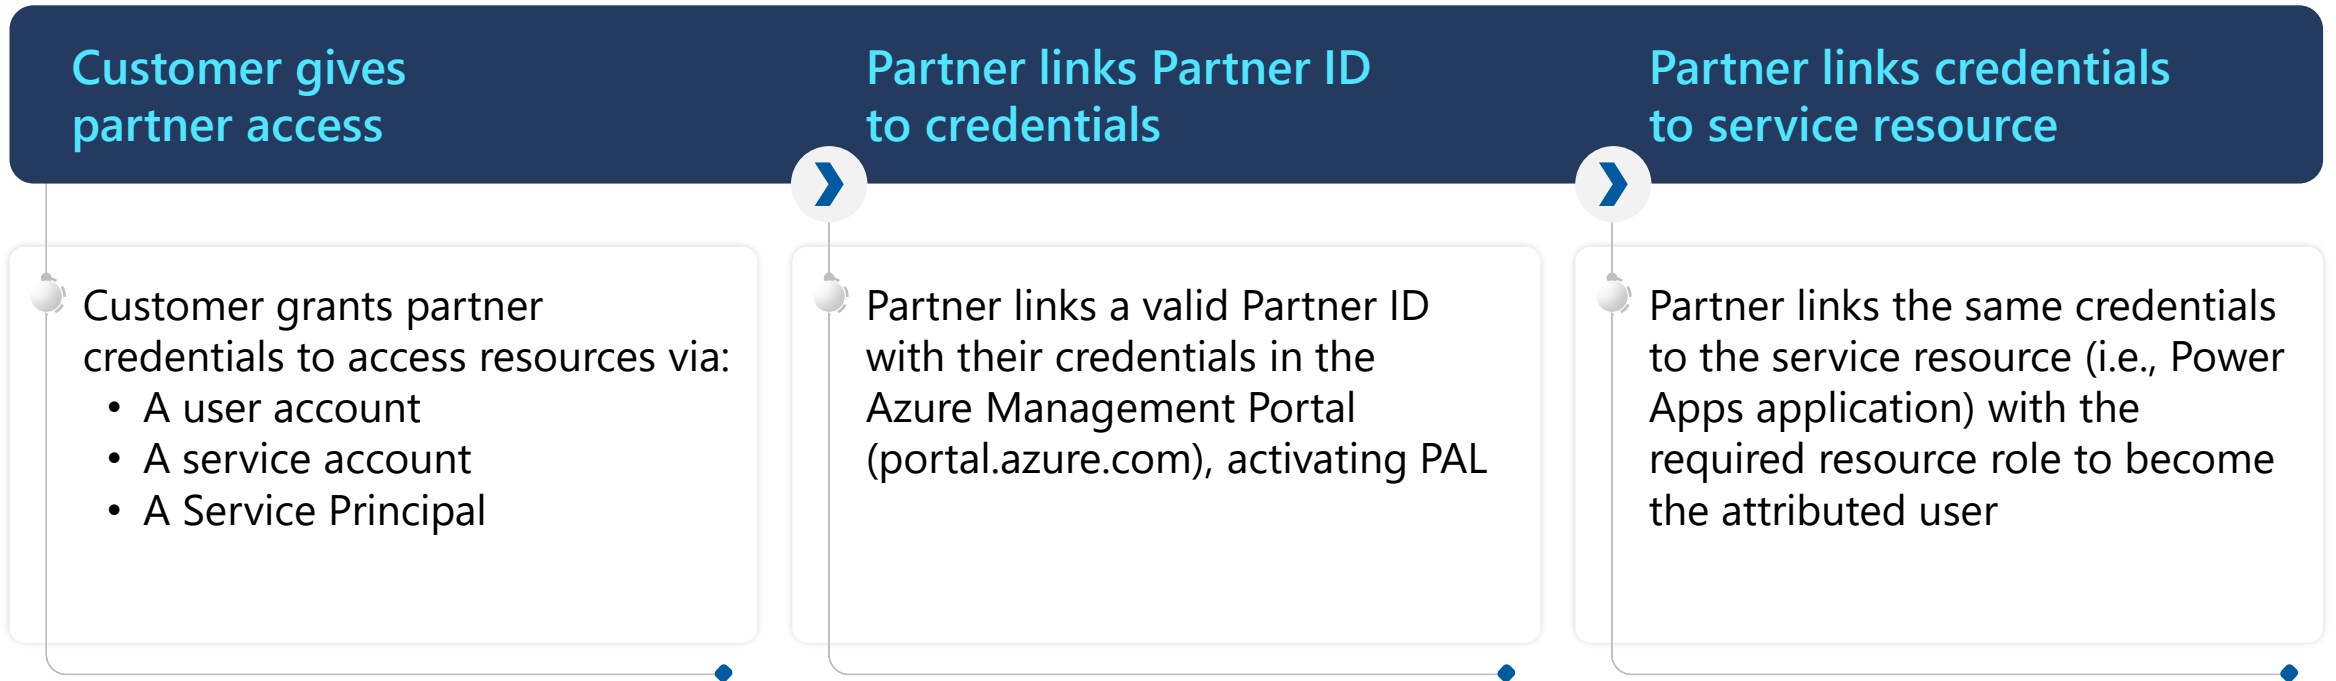 Customer gives
partner access
Partner links Partner ID
to credentials
Partner links credentials
to service resource
Customer grants partner
credentials to access resources via:
• A user account
• A service account
• A Service Principal
Partner links a valid Partner ID
with their credentials in the
Azure Management Portal
(portal.azure.com), activating PAL
Partner links the same credentials
to the service resource (i.e., Power
Apps application) with the
required resource role to become
the attributed user